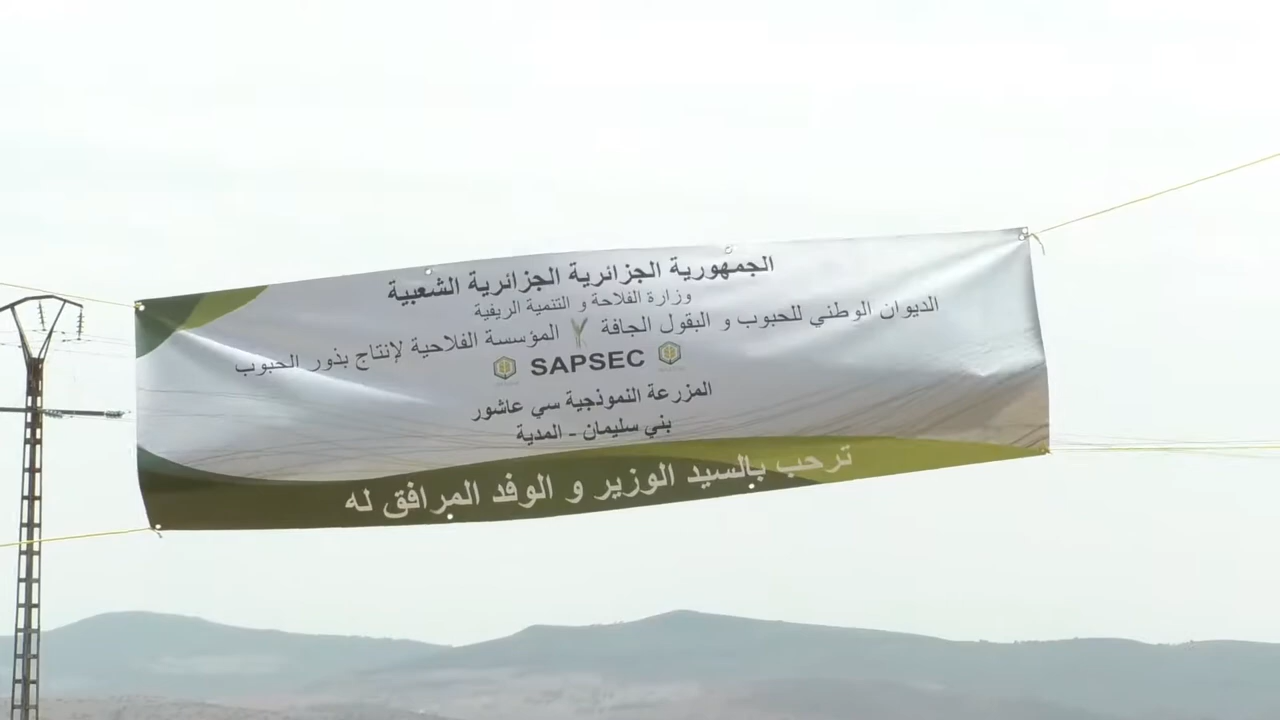 الجمهورية الجزائرية الجزائرية الشعبية
وزارة الفلاحة و التنمية الريفية
الديوان الوطني للحبوب و البقول الجافة المؤسسة الفلاحية لإنتاج بذور الحبوب
SAPSEC
المزرعة النموذجية سي عاشور
بني سليمان - المدية
ترحب بالسيد الوزير و الوفد المرافق له